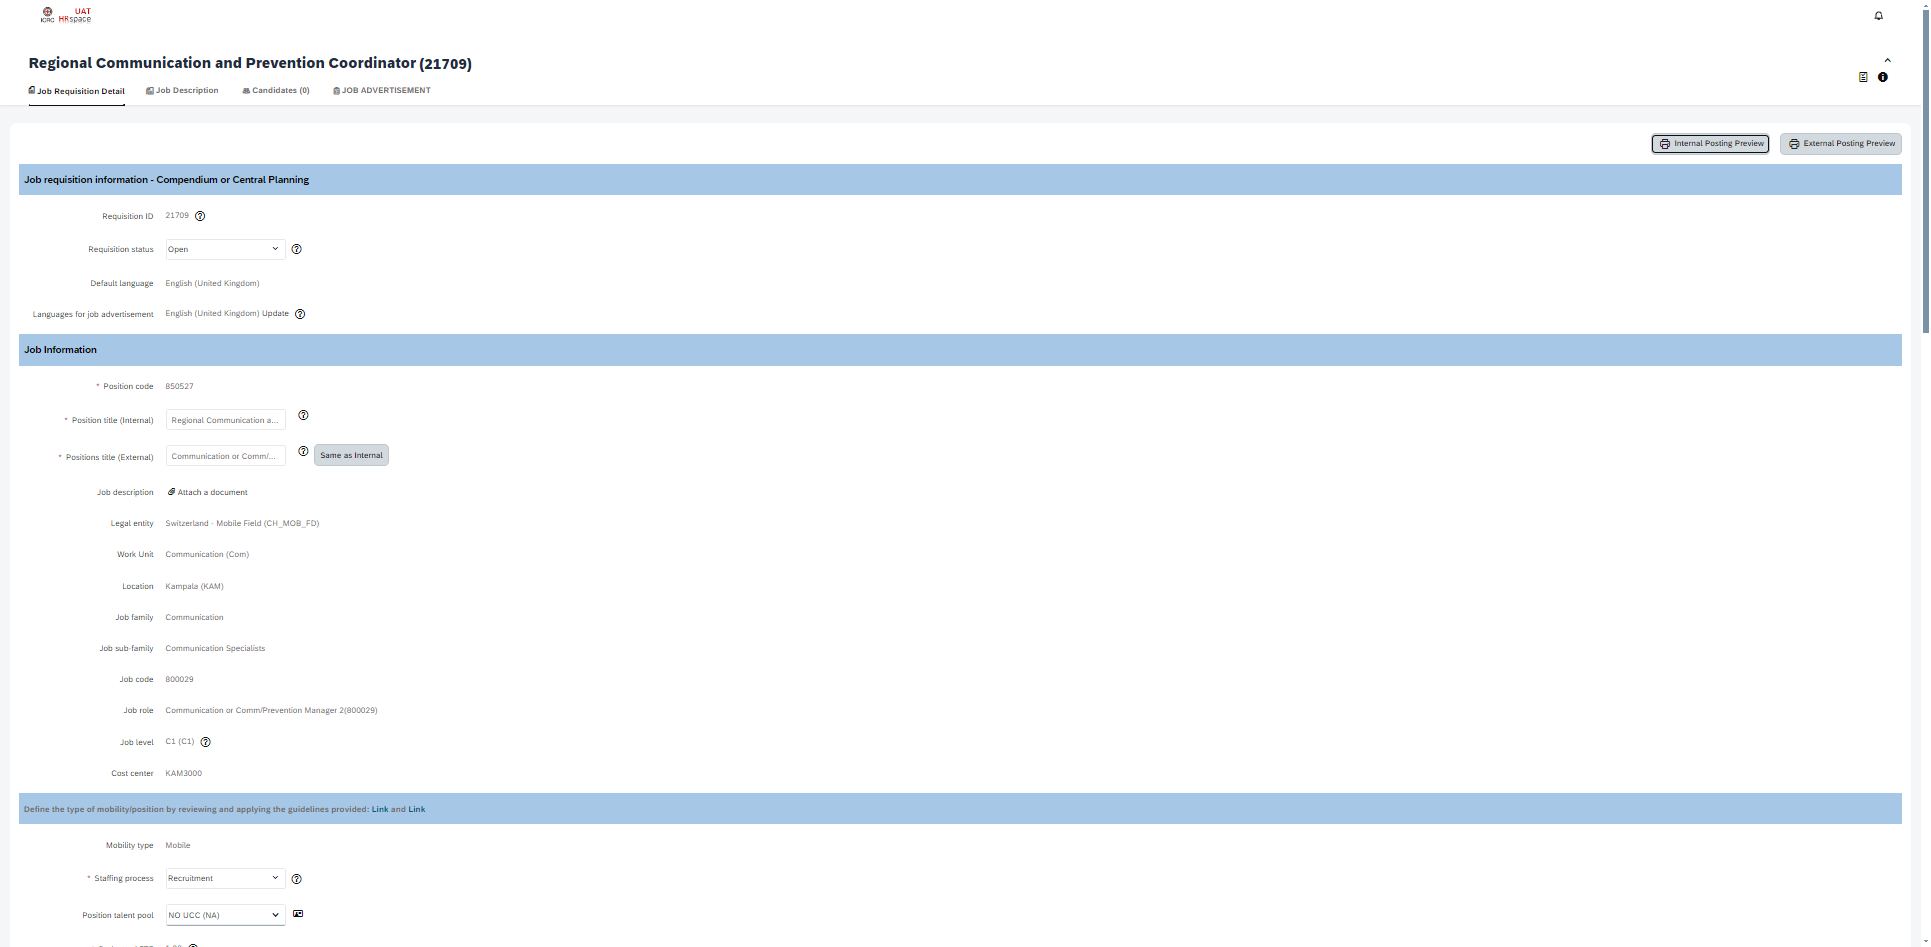 UAT
ICRC HRspace
Regional Communication and Prevention Coordinator (21709)
Job Requisition Detail
Job Description
Candidates (0)
JOB ADVERTISEMENT
Internal Posting Preview
External Posting Preview
Job requisition information - Compendium or Central Planning
Requisition ID 21709
Requisition status Open
Default language English (United Kingdom)
Languages for job advertisement English (United Kingdom) Update
Job Information
* Position code 850527
* Position title (Internal) Regional Communication a...
* Positions title (External) Communication or Comm/... Same as Internal
Job description Attach a document
Legal entity Switzerland - Mobile Field (CH_MOB_FD)
Work Unit Communication (Com)
Location Kampala (KAM)
Job family Communication
Job sub-family Communication Specialists
Job code 800029
Job role Communication or Comm/Prevention Manager 2(800029)
Job level C1 (C1)
Cost center KAM3000
Define the type of mobility/position by reviewing and applying the guidelines provided: Link and Link
Mobility type Mobile
* Staffing process Recruitment
Position talent pool NO UCC (NA)